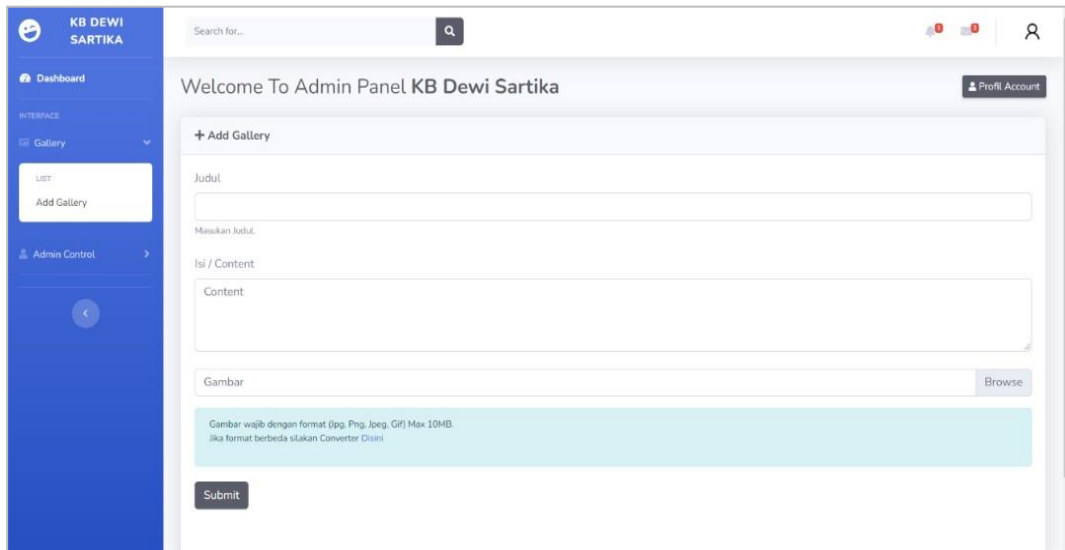 KB DEWI
SARTIKA
Search for...
Dashboard
INTERFACE
Gallery
LIST
Add Gallery
Admin Control
Welcome To Admin Panel KB Dewi Sartika
Profil Account
+ Add Gallery
Judul
Masukan Judul.
Isi / Content
Content
Gambar
Browse
Gambar wajib dengan format (Jpg, Png, Jpeg, Gif) Max 10MB.
Jika format berbeda silakan Converter Disini
Submit